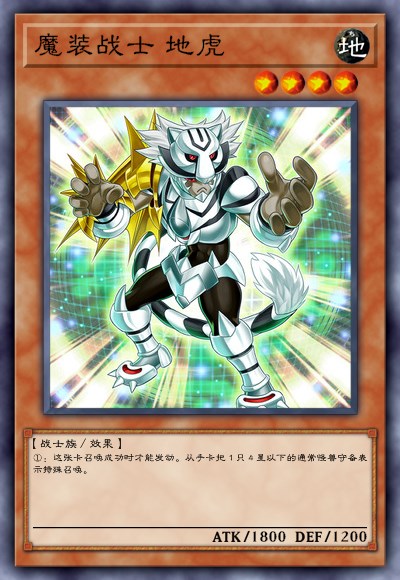 魔装战士 地虎
地
【战士族／效果】
①：这张卡召唤成功时才能发动。从手卡把1只4星以下的通常怪兽守备表
示特殊召唤。
ATK/1800 DEF/1200